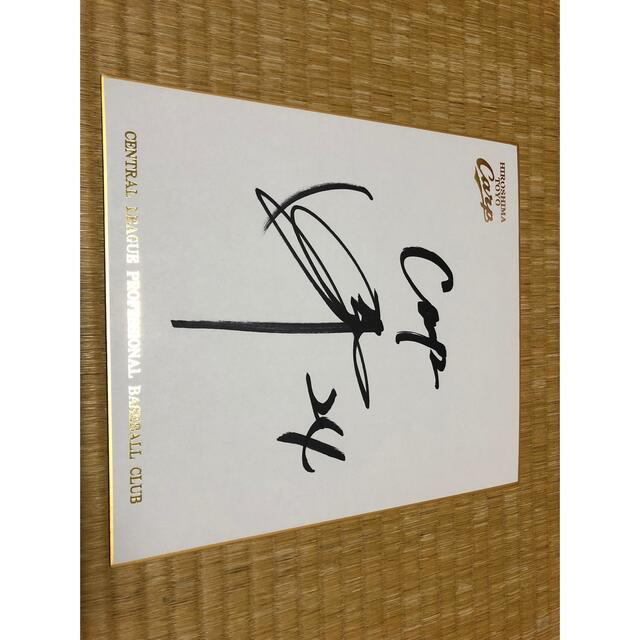 HIROSHIMA
TOYO
Carp
Carp
24
CENTRAL LEAGUE PROFESSIONAL BASEBALL CLUB